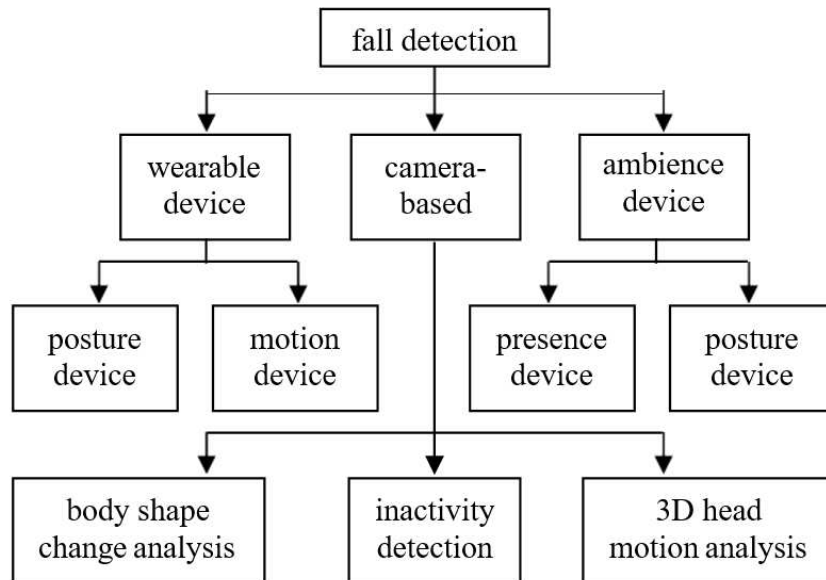 fall detection
wearable
device
camera-
based
ambience
device
posture
device
motion
device
presence
device
posture
device
body shape
change analysis
inactivity
detection
3D head
motion analysis